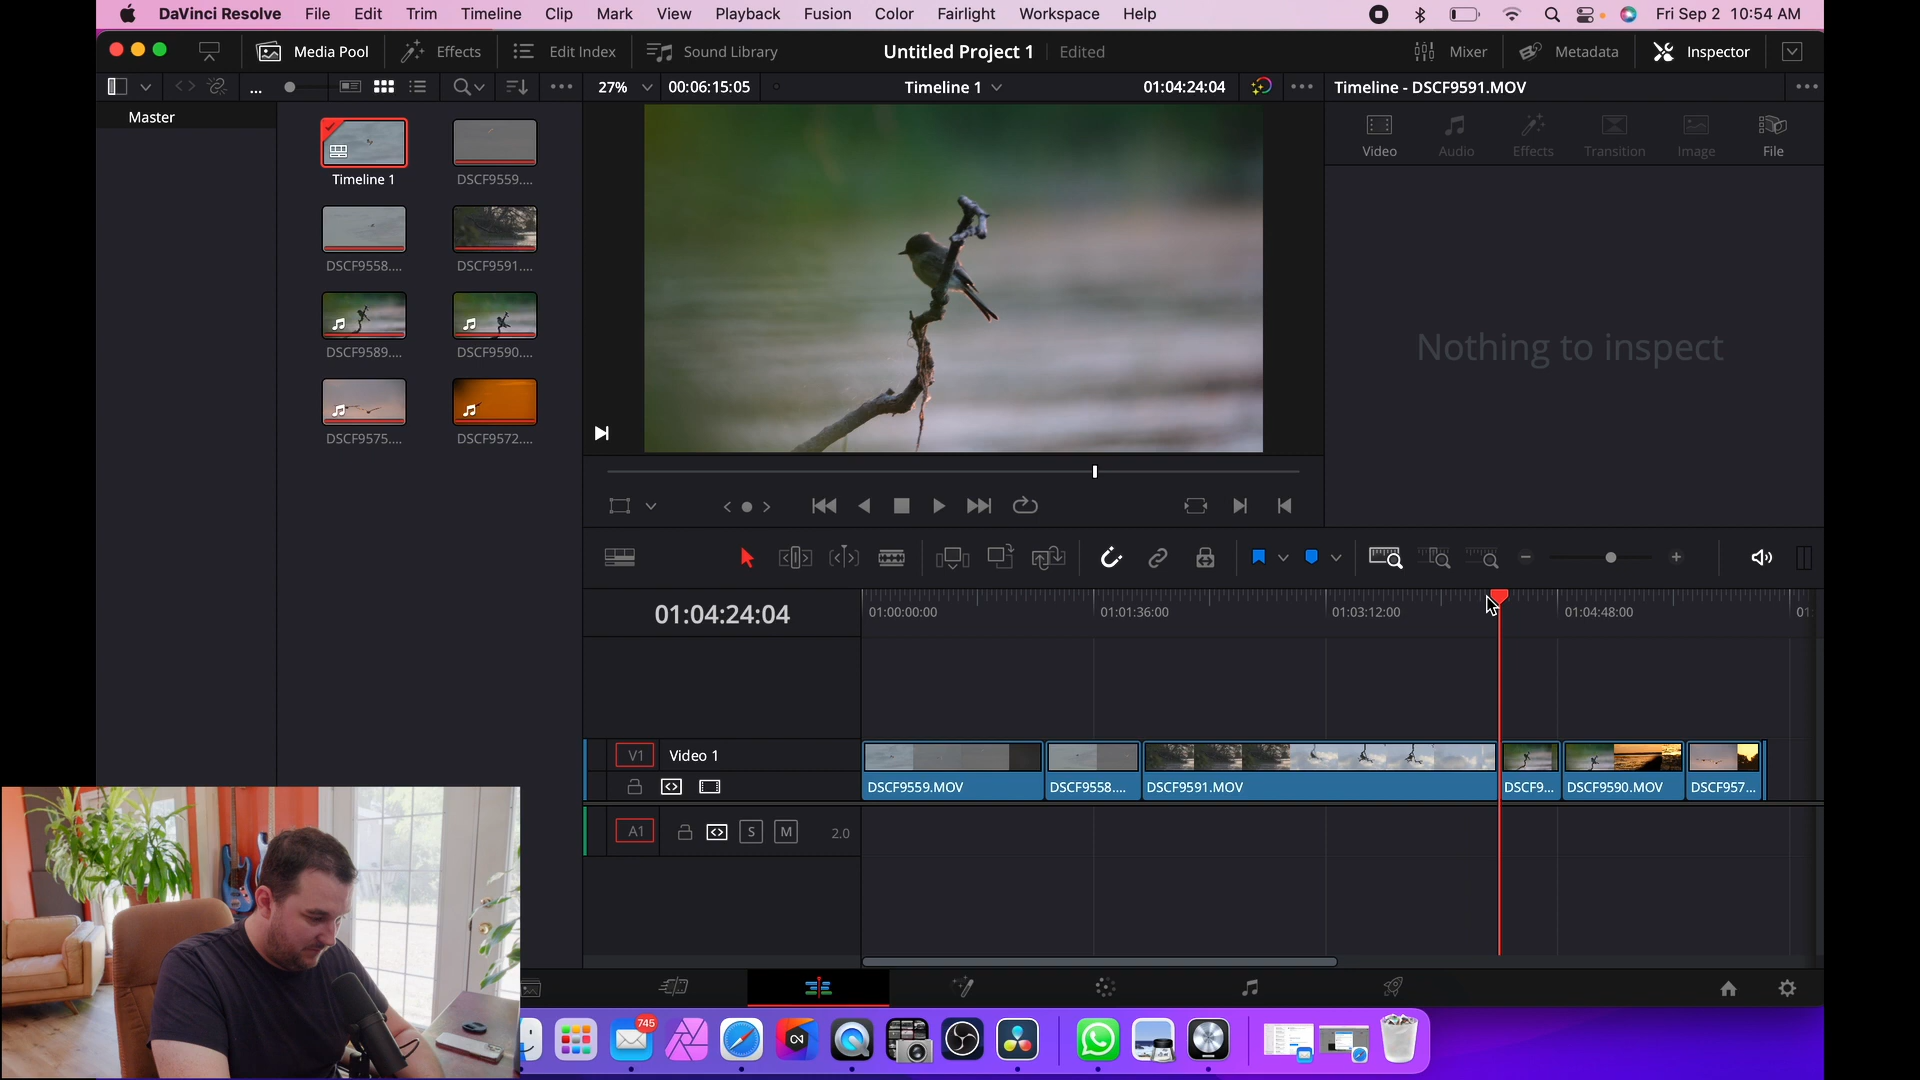 DaVinci Resolve File Edit Trim Timeline Clip Mark View Playback Fusion Color Fairlight Workspace Help Fri Sep 2 10:54 AM
Media Pool Effects Edit Index Sound Library Untitled Project 1 Edited Mixer Metadata Inspector
... 27% 00:06:15:05 Timeline 1 01:04:24:04 Timeline - DSCF9591.MOV
Master
Video Audio Effects Transition Image File
Timeline 1 DSCF9559....
DSCF9558.... DSCF9591....
DSCF9589.... DSCF9590....
DSCF9575.... DSCF9572....
Nothing to inspect
01:04:24:04 01:00:00:00 01:01:36:00 01:03:12:00 01:04:48:00 01:
V1 Video 1
DSCF9559.MOV DSCF9558.... DSCF9591.MOV DSCF9... DSCF9590.MOV DSCF957...
A1 S M 2.0
745